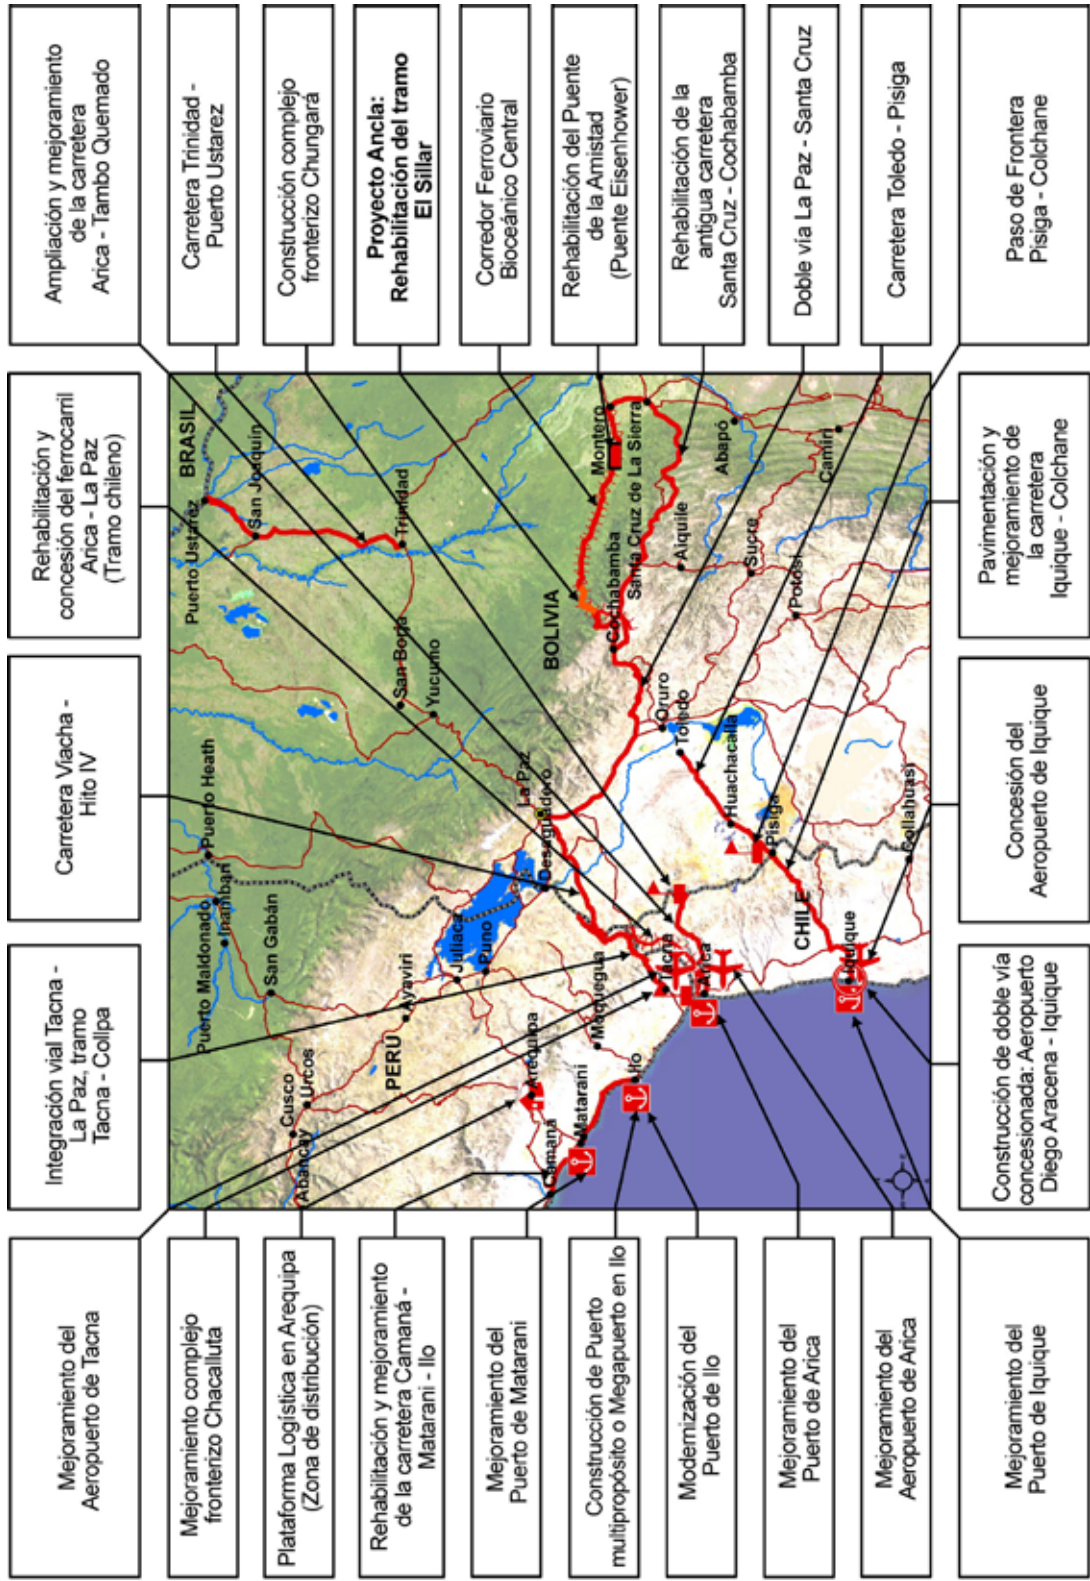 Mejoramiento del
Aeropuerto de Tacna
Integración vial Tacna -
La Paz, tramo
Tacna - Collpa
Carretera Viacha -
Hito IV
Rehabilitación y
concesión del ferrocarril
Arica - La Paz
(Tramo chileno)
Ampliación y mejoramiento
de la carretera
Arica - Tambo Quemado
Mejoramiento complejo
fronterizo Chacalluta
Plataforma Logística en Arequipa
(Zona de distribución)
Rehabilitación y mejoramiento
de la carretera Camaná -
Matarani - Ilo
Mejoramiento del
Puerto de Matarani
Construcción de Puerto
multipropósito o Megapuerto en Ilo
Modernización del
Puerto de Ilo
Mejoramiento del
Puerto de Arica
Mejoramiento del
Aeropuerto de Arica
Puerto Maldonado
Puerto Heath
Inambari
San Gabán
Cusco
Urcos
Abancay
Ayaviri
PERÚ
Juliaca
Puno
Arequipa
Camana
Matarani
Moquegua
Ilo
Tacna
Arica
Desaguadero
La Paz
Puerto Ustarez
BRASIL
San Joaquín
Trinidad
San Borja
Yucumo
BOLIVIA
Cochabamba
Montero
Santa Cruz de La Sierra
Oruro
Toledo
Aiquile
Abapó
Sucre
Potosí
Camiri
Huachacalla
Pisiga
CHILE
Iquique
Collahuasi
Carretera Trinidad -
Puerto Ustarez
Construcción complejo
fronterizo Chungará
Proyecto Ancla:
Rehabilitación del tramo
El Sillar
Corredor Ferroviario
Bioceánico Central
Rehabilitación del Puente
de la Amistad
(Puente Eisenhower)
Rehabilitación de la
antigua carretera
Santa Cruz - Cochabamba
Doble vía La Paz - Santa Cruz
Carretera Toledo - Pisiga
Mejoramiento del
Puerto de Iquique
Construcción de doble vía
concesionada: Aeropuerto
Diego Aracena - Iquique
Concesión del
Aeropuerto de Iquique
Pavimentación y
mejoramiento de
la carretera
Iquique - Colchane
Paso de Frontera
Pisiga - Colchane